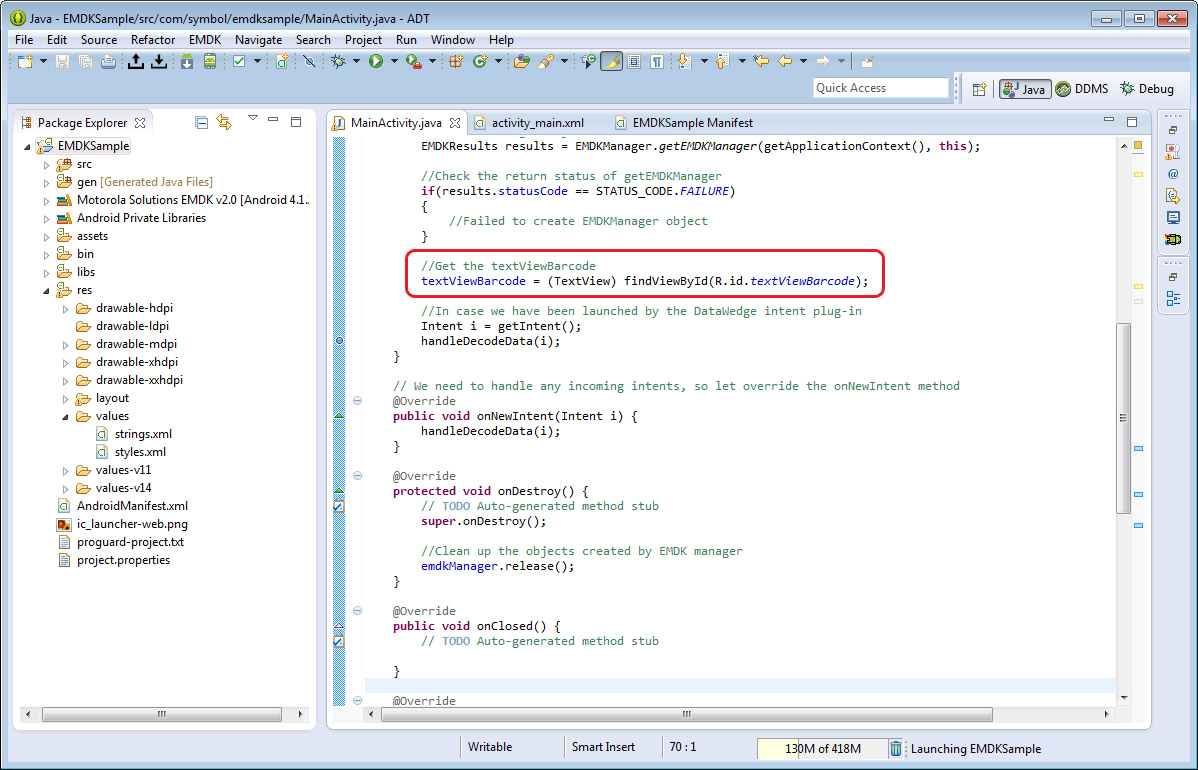 Java - EMDKSample/src/com/symbol/emdksample/MainActivity.java - ADT
File Edit Source Refactor EMDK Navigate Search Project Run Window Help
Quick Access
Java DDMS Debug
Package Explorer
EMDKSample
src
gen [Generated Java Files]
Motorola Solutions EMDK v2.0 [Android 4.1..
Android Private Libraries
assets
bin
libs
res
drawable-hdpi
drawable-ldpi
drawable-mdpi
drawable-xhdpi
drawable-xxhdpi
layout
values
strings.xml
styles.xml
values-v11
values-v14
AndroidManifest.xml
ic_launcher-web.png
proguard-project.txt
project.properties
MainActivity.java activity_main.xml EMDKSample Manifest
EMDKResults results = EMDKManager.getEMDKManager(getApplicationContext(), this);
//Check the return status of getEMDKManager
if(results.statusCode == STATUS_CODE.FAILURE)
{
//Failed to create EMDKManager object
}
//Get the textViewBarcode
textViewBarcode = (TextView) findViewById(R.id.textViewBarcode);
//In case we have been launched by the DataWedge intent plug-in
Intent i = getIntent();
handleDecodeData(i);
}
// We need to handle any incoming intents, so let override the onNewIntent method
@Override
public void onNewIntent(Intent i) {
handleDecodeData(i);
}
@Override
protected void onDestroy() {
// TODO Auto-generated method stub
super.onDestroy();
//Clean up the objects created by EMDK manager
emdkManager.release();
}
@Override
public void onClosed() {
// TODO Auto-generated method stub
}
@Override
Writable Smart Insert 70 : 1 130M of 418M Launching EMDKSample